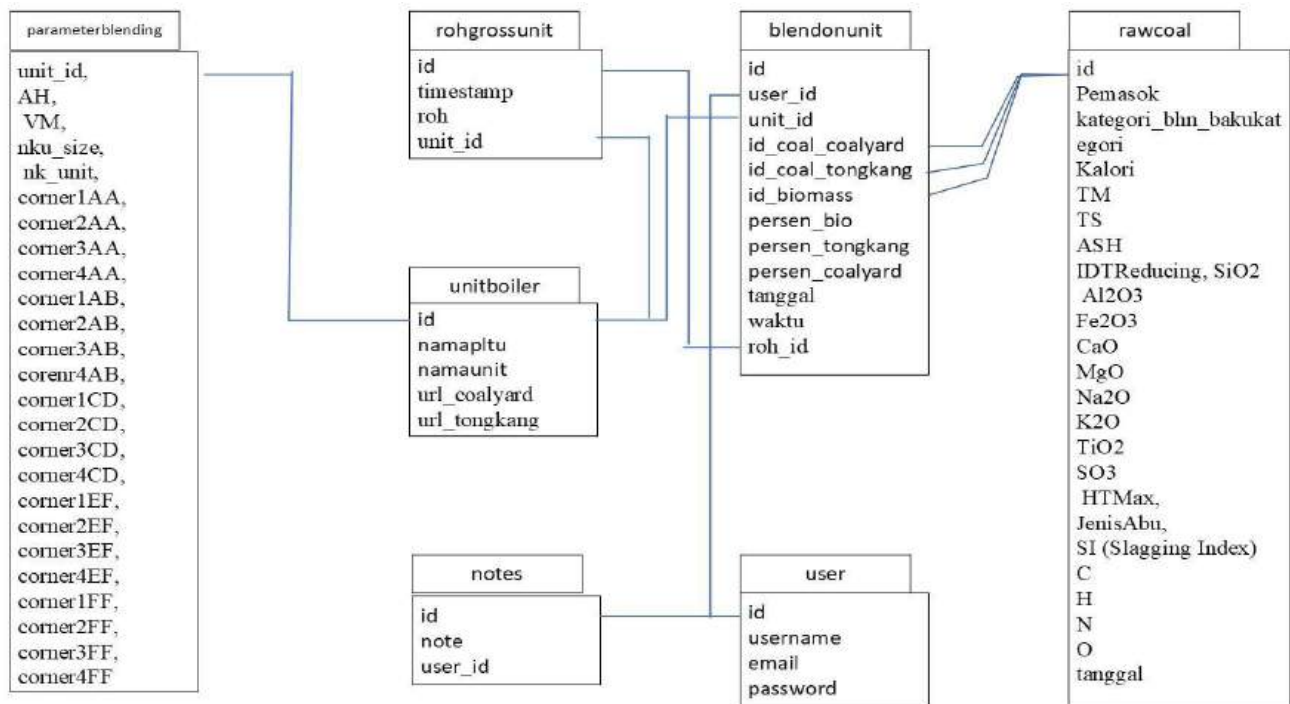 parameterblending
unit_id,
AH,
VM,
nku_size,
nk_unit,
corner1AA,
corner2AA,
corner3AA,
corner4AA,
corner1AB,
corner2AB,
corner3AB,
corenr4AB,
corner1CD,
corner2CD,
corner3CD,
corner4CD,
corner1EF,
corner2EF,
corner3EF,
corner4EF,
corner1FF,
corner2FF,
corner3FF,
corner4FF
rohgrossunit
id
timestamp
roh
unit_id
unitboiler
id
namapltu
namaunit
url_coalyard
url_tongkang
notes
id
note
user_id
blendonunit
id
user_id
unit_id
id_coal_coalyard
id_coal_tongkang
id_biomass
persen_bio
persen_tongkang
persen_coalyard
tanggal
waktu
roh_id
user
id
username
email
password
rawcoal
id
Pemasok
kategori_bhn_bakukat
egori
Kalori
TM
TS
ASH
IDTReducing, SiO2
Al2O3
Fe2O3
CaO
MgO
Na2O
K2O
TiO2
SO3
HTMax,
JenisAbu,
SI (Slagging Index)
C
H
N
O
tanggal